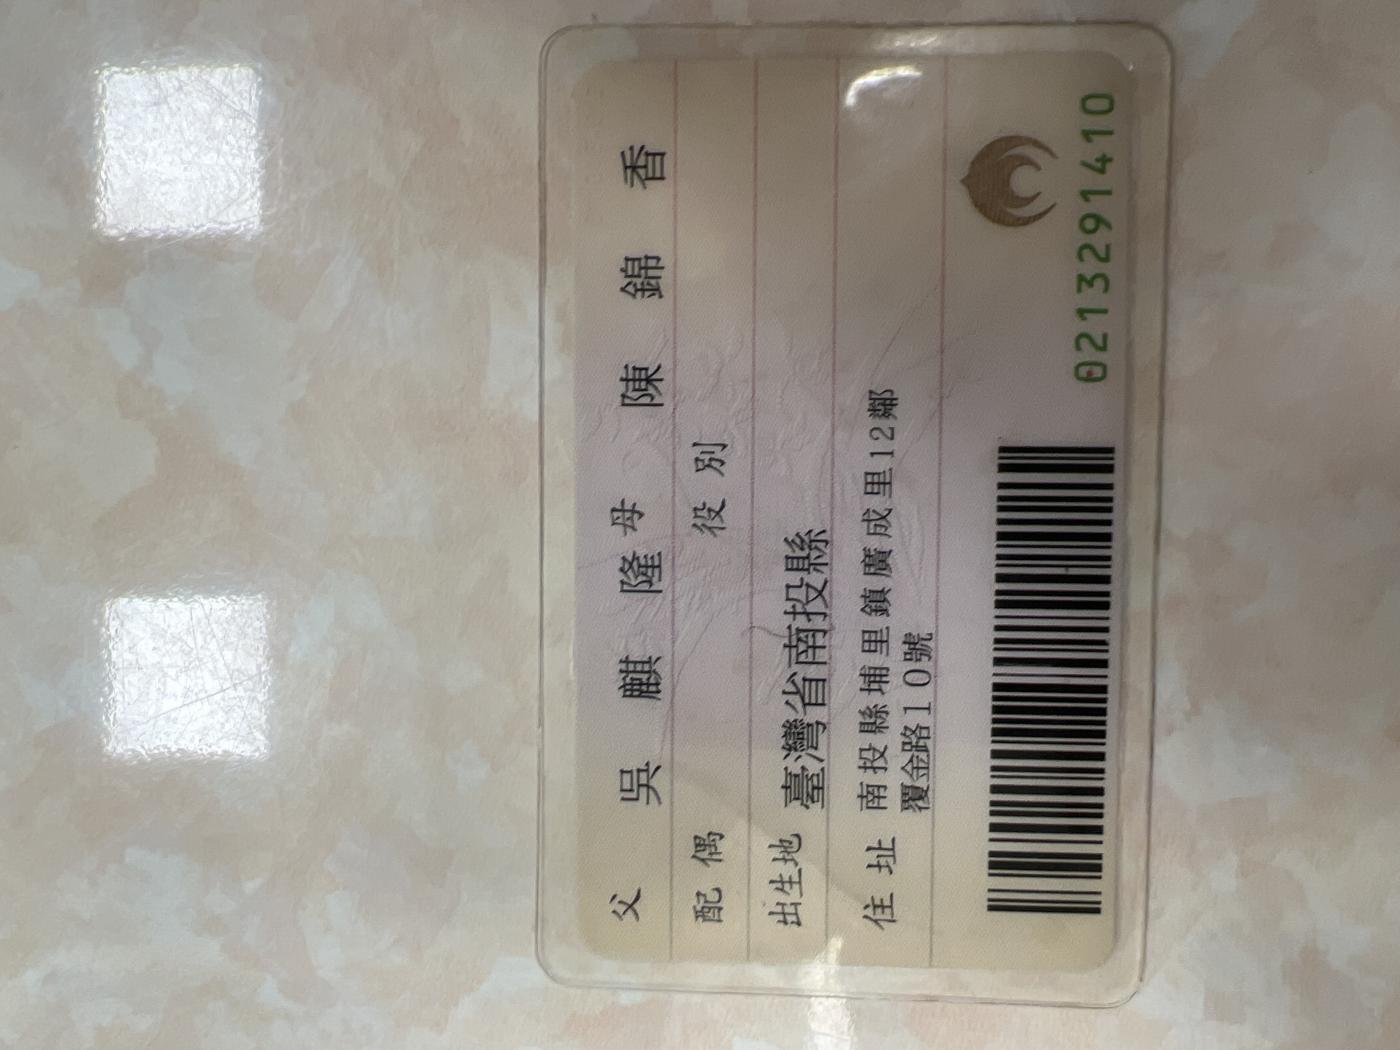 父 吳麒隆 母 陳錦香
配偶 役別
出生地 臺灣省南投縣
住址 南投縣埔里鎮廣成里12鄰
覆金路10號
0213291410